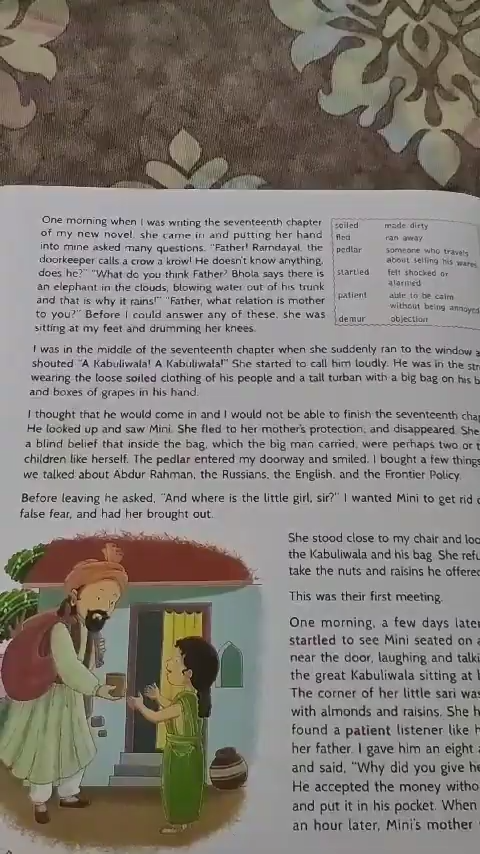 One morning when I was writing the seventeenth chapter
of my new novel, she came in and putting her hand
into mine asked many questions. "Father! Ramdayal, the
doorkeeper calls a crow a krow! He doesn't know anything,
does he?" "What do you think Father? Bhola says there is
an elephant in the clouds, blowing water out of his trunk
and that is why it rains!" "Father, what relation is mother
to you?" Before I could answer any of these, she was
sitting at my feet and drumming her knees.
soiled made dirty
fled ran away
pedlar someone who travels
about selling his wares
startled felt shocked or
alarmed
patient able to be calm
without being annoyed
demur objection
I was in the middle of the seventeenth chapter when she suddenly ran to the window a
shouted "A Kabuliwala! A Kabuliwala!" She started to call him loudly. He was in the
wearing the loose soiled clothing of his people and a tall turban with a big bag on his
and boxes of grapes in his hand.
I thought that he would come in and I would not be able to finish the seventeenth
He looked up and saw Mini. She fled to her mother's protection, and disappeared. She
a blind belief that inside the bag, which the big man carried, were perhaps two or
children like herself. The pedlar entered my doorway and smiled. I bought a few things
we talked about Abdur Rahman, the Russians, the English, and the Frontier Policy.
Before leaving he asked, "And where is the little girl, sir?" I wanted Mini to get rid
false fear, and had her brought out.
She stood close to my chair and
the Kabuliwala and his bag. She
take the nuts and raisins he
This was their first meeting.
One morning, a few days
startled to see Mini seated on
near the door, laughing and
the great Kabuliwala sitting at
The corner of her little sari was
with almonds and raisins. She
found a patient listener like
her father. I gave him an eight
and said, "Why did you give
He accepted the money
and put it in his pocket. When
an hour later, Mini's mother